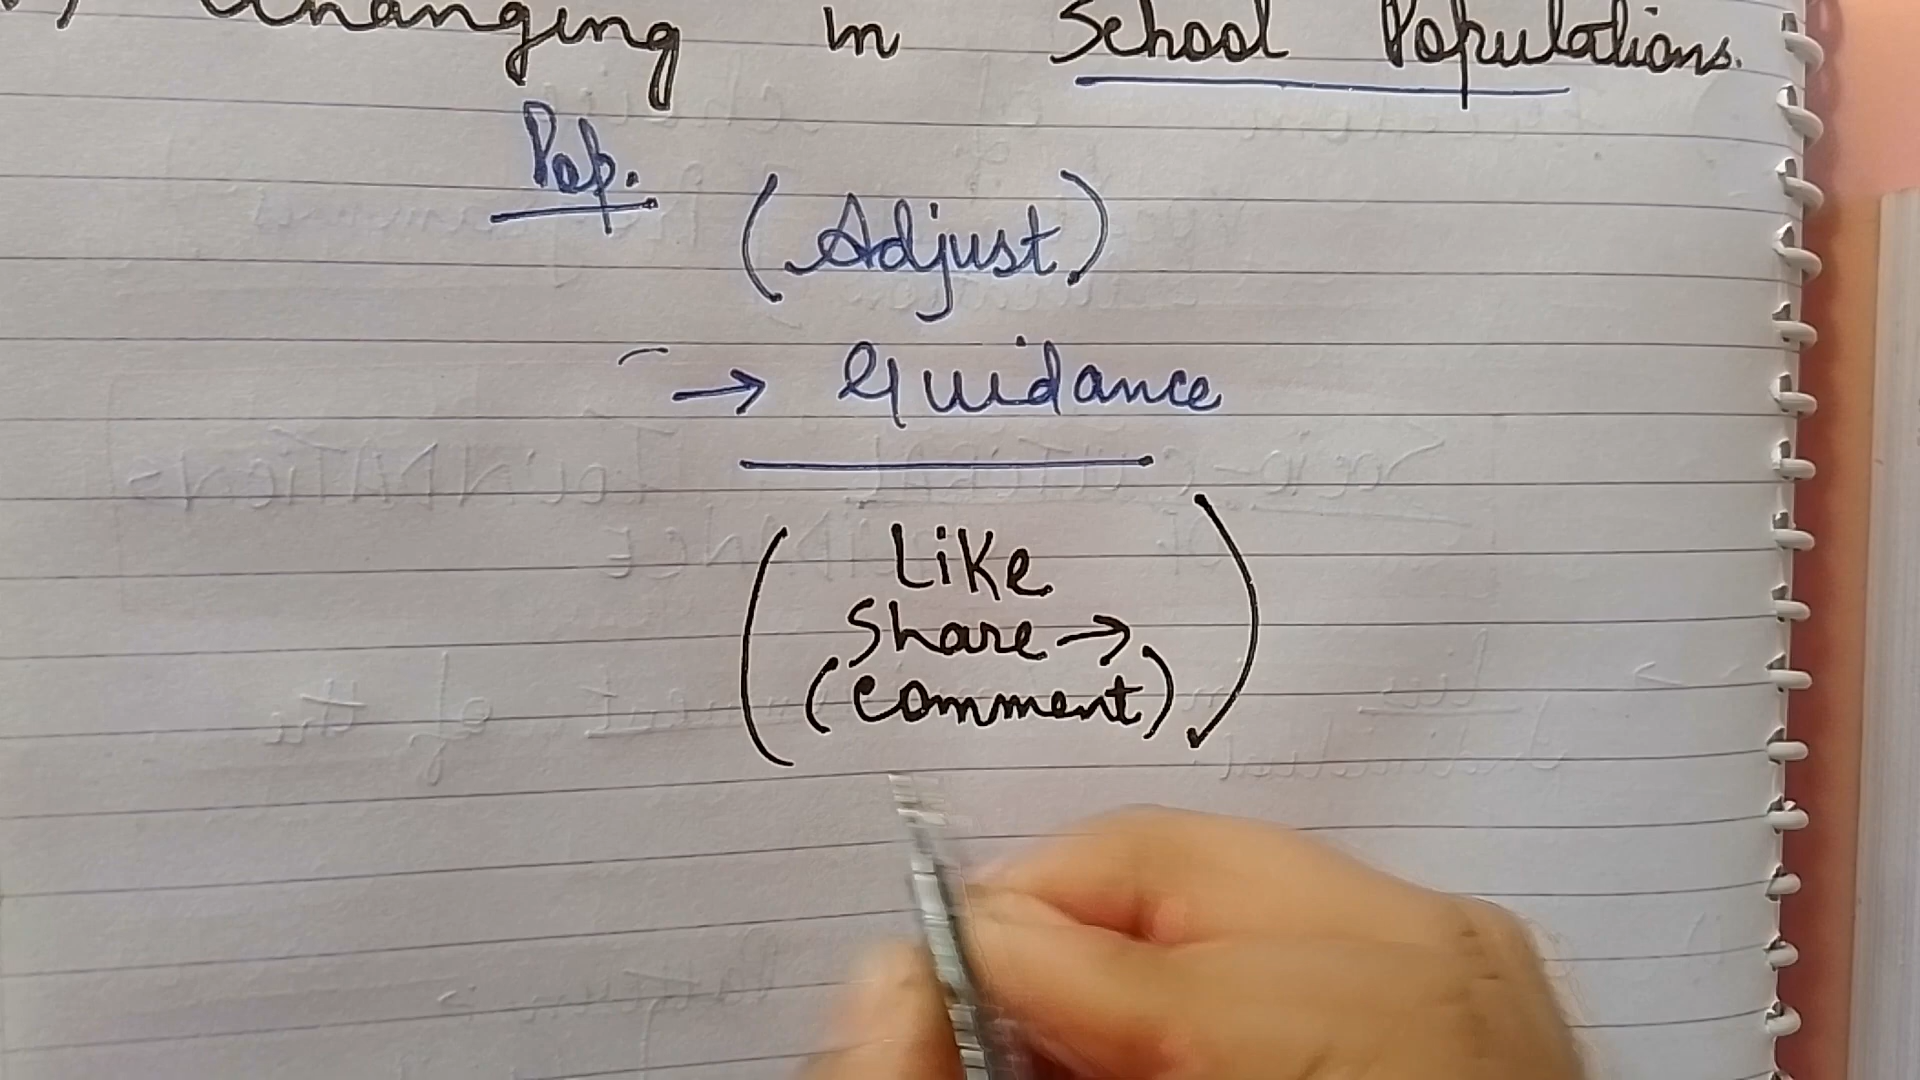 Changing in School Populations.
Pop.
(Adjust)
→ Guidance
Like
Share →
(Comment)